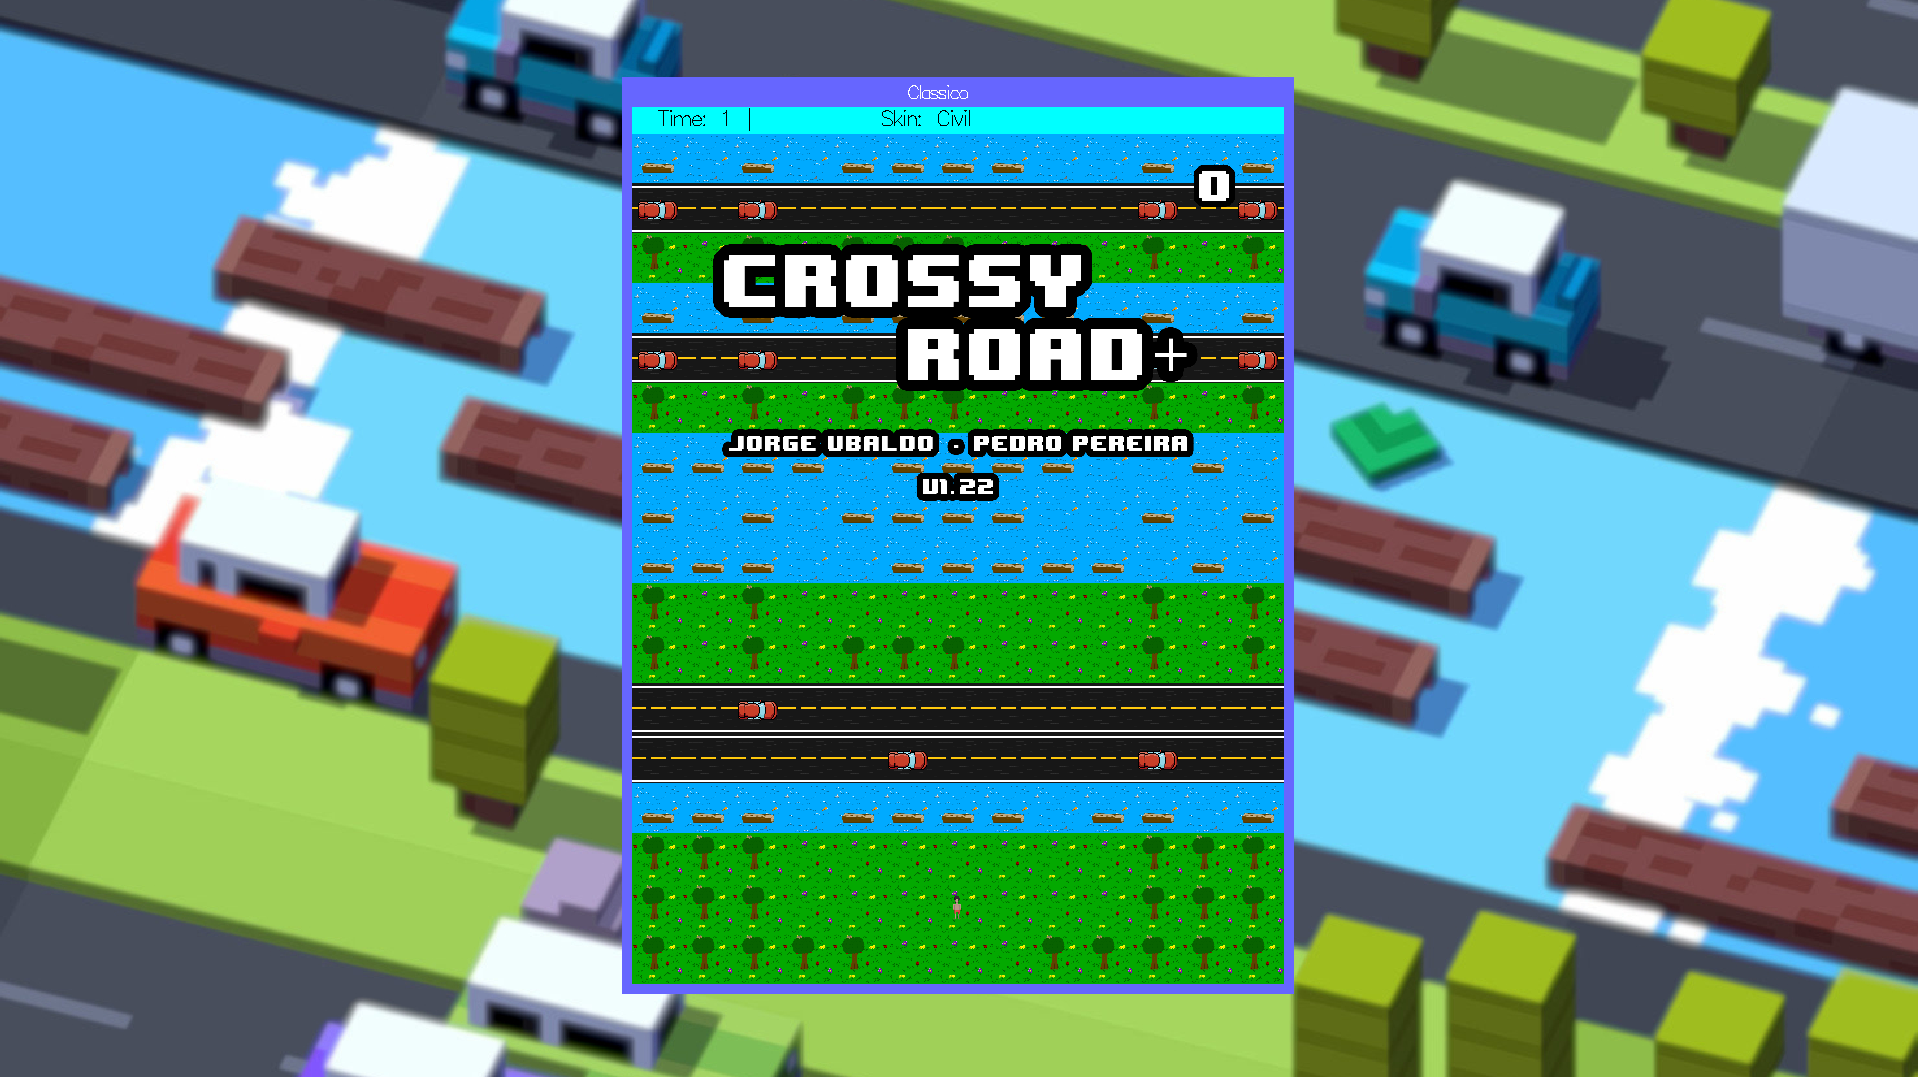 Classico
Time: 1 | Skin: Civil
0
CROSSY
ROAD+
JORGE UBALDO - PEDRO PEREIRA
V1.22